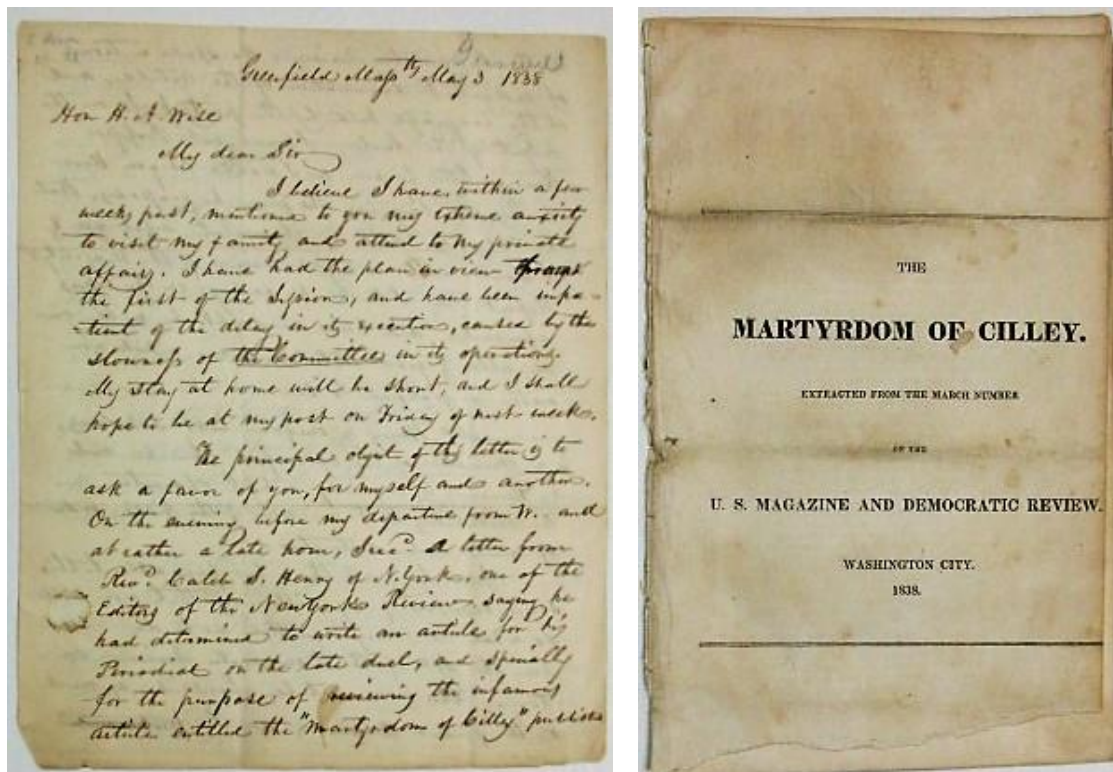 Greenfield Massth May 3 1838
Hon H. A. Wise
My dear Sir
I believe I have, within a few
weeks past, mentioned to you my extreme anxiety
to visit my family and attend to my private
affairs. I have had the plan in view
the first of the Session, and have been impa-
-tient of the delay in its execution, caused by the
slowness of the Committee in its operations.
My stay at home will be short, and I shall
hope to be at my post on Friday of next week.
The principal object of this letter is to
ask a favor of you, for myself and another.
On the evening before my departure from W. and
at rather a late hour, I recd. a letter from
Revd. Caleb S. Henry of N. York, one of the
Editors of the New York Review saying he
had determined to write an article for his
Periodical on the late duel, and specially
for the purpose of reviewing the infamous
article entitled the "Martyrdom of Cilley" publish
THE
MARTYRDOM OF CILLEY.
EXTRACTED FROM THE MARCH NUMBER
OF THE
U. S. MAGAZINE AND DEMOCRATIC REVIEW.
WASHINGTON CITY.
1838.